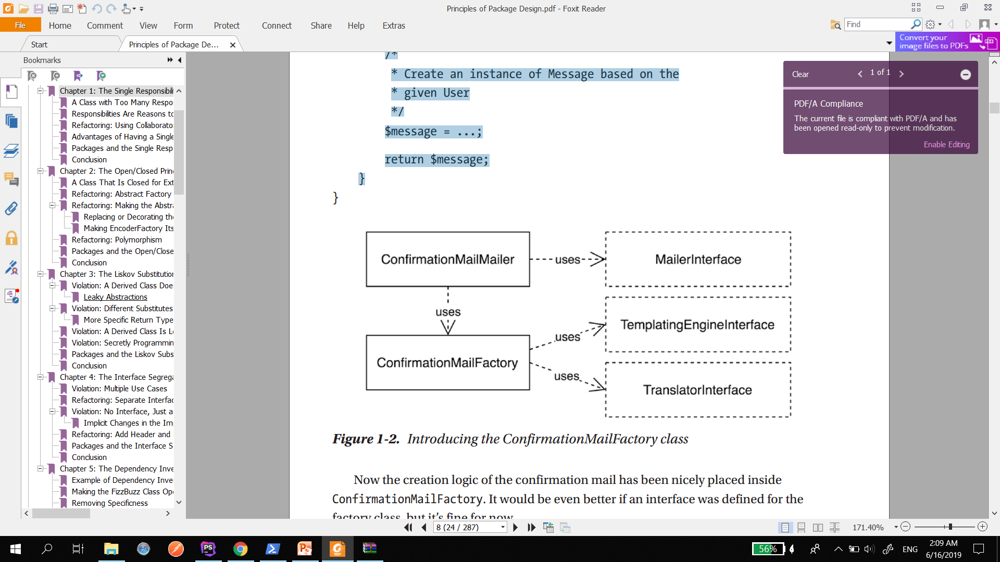 Principles of Package Design.pdf - Foxit Reader
File
Home
Comment
View
Form
Protect
Connect
Share
Help
Extras
Find
Start
Principles of Package De...
Convert your
image files to PDFs
Bookmarks
Chapter 1: The Single Responsibili
A Class with Too Many Respo
Responsibilities Are Reasons to
Refactoring: Using Collaborato
Advantages of Having a Single
Packages and the Single Resp
Conclusion
Chapter 2: The Open/Closed Prin
A Class That Is Closed for Ext
Refactoring: Abstract Factory
Refactoring: Making the Abstra
Replacing or Decorating the
Making EncoderFactory Its
Refactoring: Polymorphism
Packages and the Open/Close
Conclusion
Chapter 3: The Liskov Substitution
Violation: A Derived Class Doe
Leaky Abstractions
Violation: Different Substitutes
More Specific Return Type
Violation: A Derived Class Is Le
Violation: Secretly Programmin
Packages and the Liskov Subs
Conclusion
Chapter 4: The Interface Segrega
Violation: Multiple Use Cases
Refactoring: Separate Interfac
Violation: No Interface, Just a
Implicit Changes in the Imp
Refactoring: Add Header and
Packages and the Interface S
Conclusion
Chapter 5: The Dependency Inve
Example of Dependency Inver
Making the FizzBuzz Class Ope
Removing Specificness
/*
* Create an instance of Message based on the
* given User
*/
$message = ...;
return $message;
}
}
ConfirmationMailMailer
uses
MailerInterface
uses
TemplatingEngineInterface
uses
ConfirmationMailFactory
uses
TranslatorInterface
Figure 1-2. Introducing the ConfirmationMailFactory class
Now the creation logic of the confirmation mail has been nicely placed inside
ConfirmationMailFactory. It would be even better if an interface was defined for the
factory class, but it's fine for now.
Clear
1 of 1
PDF/A Compliance
The current file is compliant with PDF/A and has
been opened read-only to prevent modification.
Enable Editing
8 (24 / 287)
171.40%
56%
ENG
2:09 AM
6/16/2019